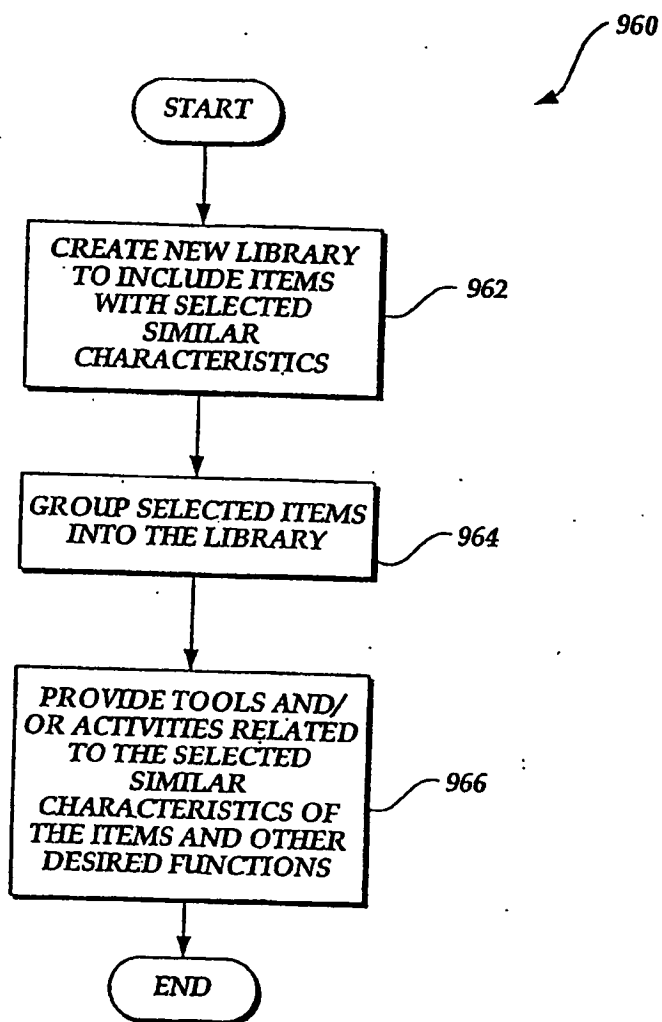 960
START
CREATE NEW LIBRARY
TO INCLUDE ITEMS
WITH SELECTED
SIMILAR
CHARACTERISTICS
962
GROUP SELECTED ITEMS
INTO THE LIBRARY
964
PROVIDE TOOLS AND/
OR ACTIVITIES RELATED
TO THE SELECTED
SIMILAR
CHARACTERISTICS OF
THE ITEMS AND OTHER
DESIRED FUNCTIONS
966
END